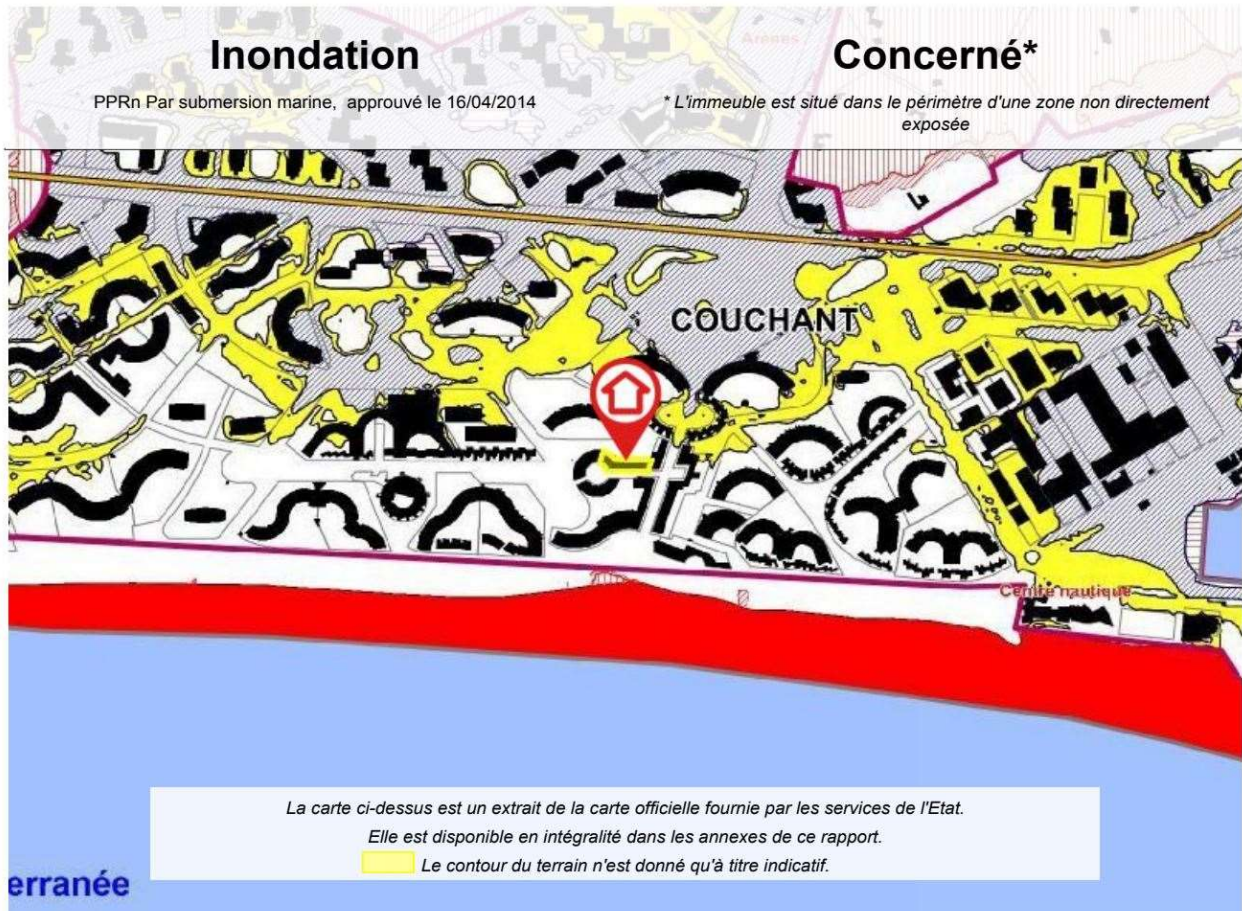 Inondation
Concerné*
PPRn Par submersion marine, approuvé le 16/04/2014
* L'immeuble est situé dans le périmètre d'une zone non directement
exposée
Arènes
COUCHANT
Centre nautique
La carte ci-dessus est un extrait de la carte officielle fournie par les services de l'Etat.
Elle est disponible en intégralité dans les annexes de ce rapport.
Le contour du terrain n'est donné qu'à titre indicatif.
erranée